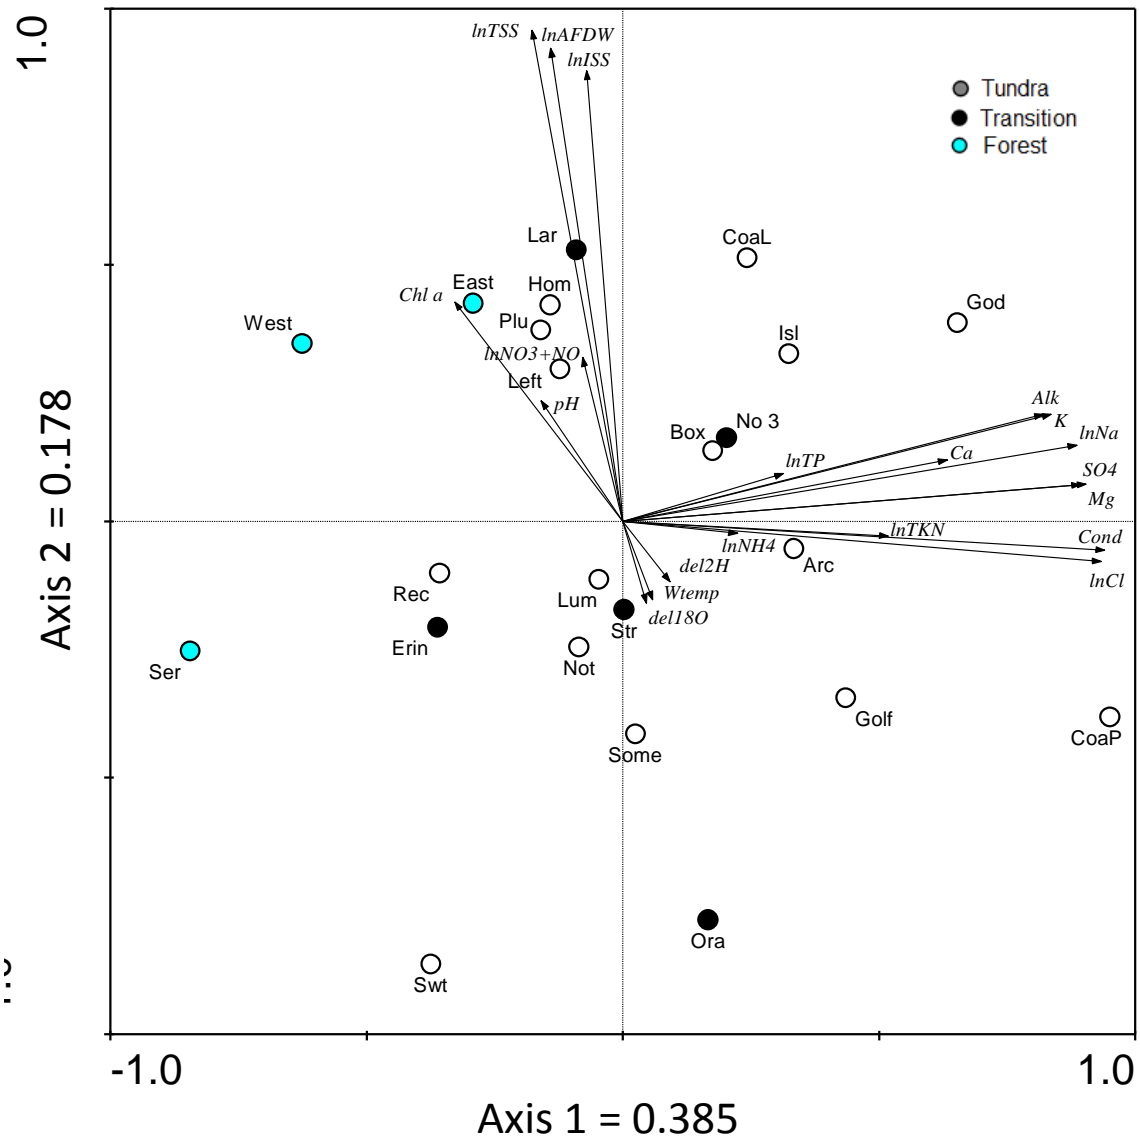 1.0
lnTSS
lnAFDW
lnISS
Tundra
Transition
Forest
Lar
CoaL
East
Hom
Chl a
God
Plu
West
Isl
lnNO3+NO
Left
pH
Alk
K
No 3
Box
lnNa
Ca
lnTP
SO4
Mg
Axis 2 = 0.178
lnTKN
Cond
lnNH4
del2H
Arc
lnCl
Rec
Wtemp
Lum
del18O
Str
Erin
Not
Ser
Golf
CoaP
Some
Ora
Swt
-1.0
1.0
Axis 1 = 0.385